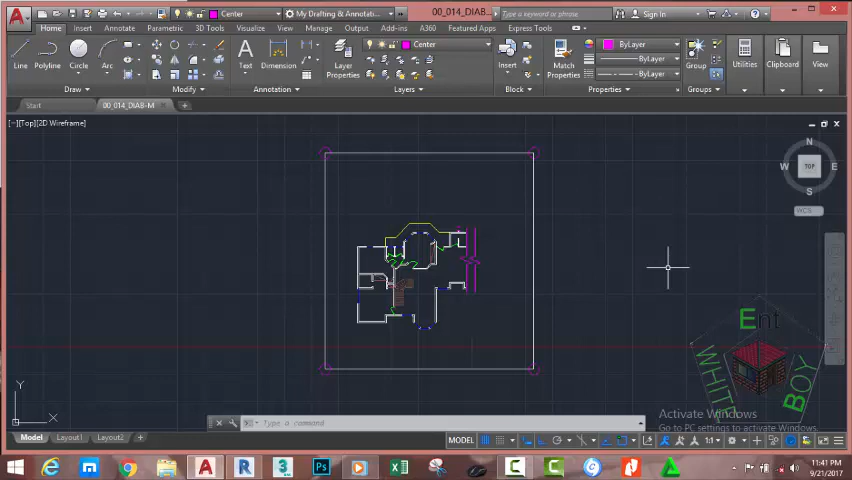 Center
My Drafting & Annotati
00_014_DIAB...
Type a keyword or phrase
Sign In
Home Insert Annotate Parametric 3D Tools Visualize View Manage Output Add-ins A360 Featured Apps Express Tools
Center
ByLayer
ByLayer
ByLayer
Line Polyline Circle Arc
Text Dimension
Layer Properties
Insert
Match Properties
Group
Utilities
Clipboard
View
Draw
Modify
Annotation
Layers
Block
Properties
Groups
Start
00_014_DIAB-M
[−][Top][2D Wireframe]
N
W
TOP
E
S
WCS
Ent
WHITE
BOY
Y
X
Activate Windows
Go to PC settings to activate Windows.
Type a command
Model Layout1 Layout2
MODEL
1:1
11:41 PM
9/21/2017